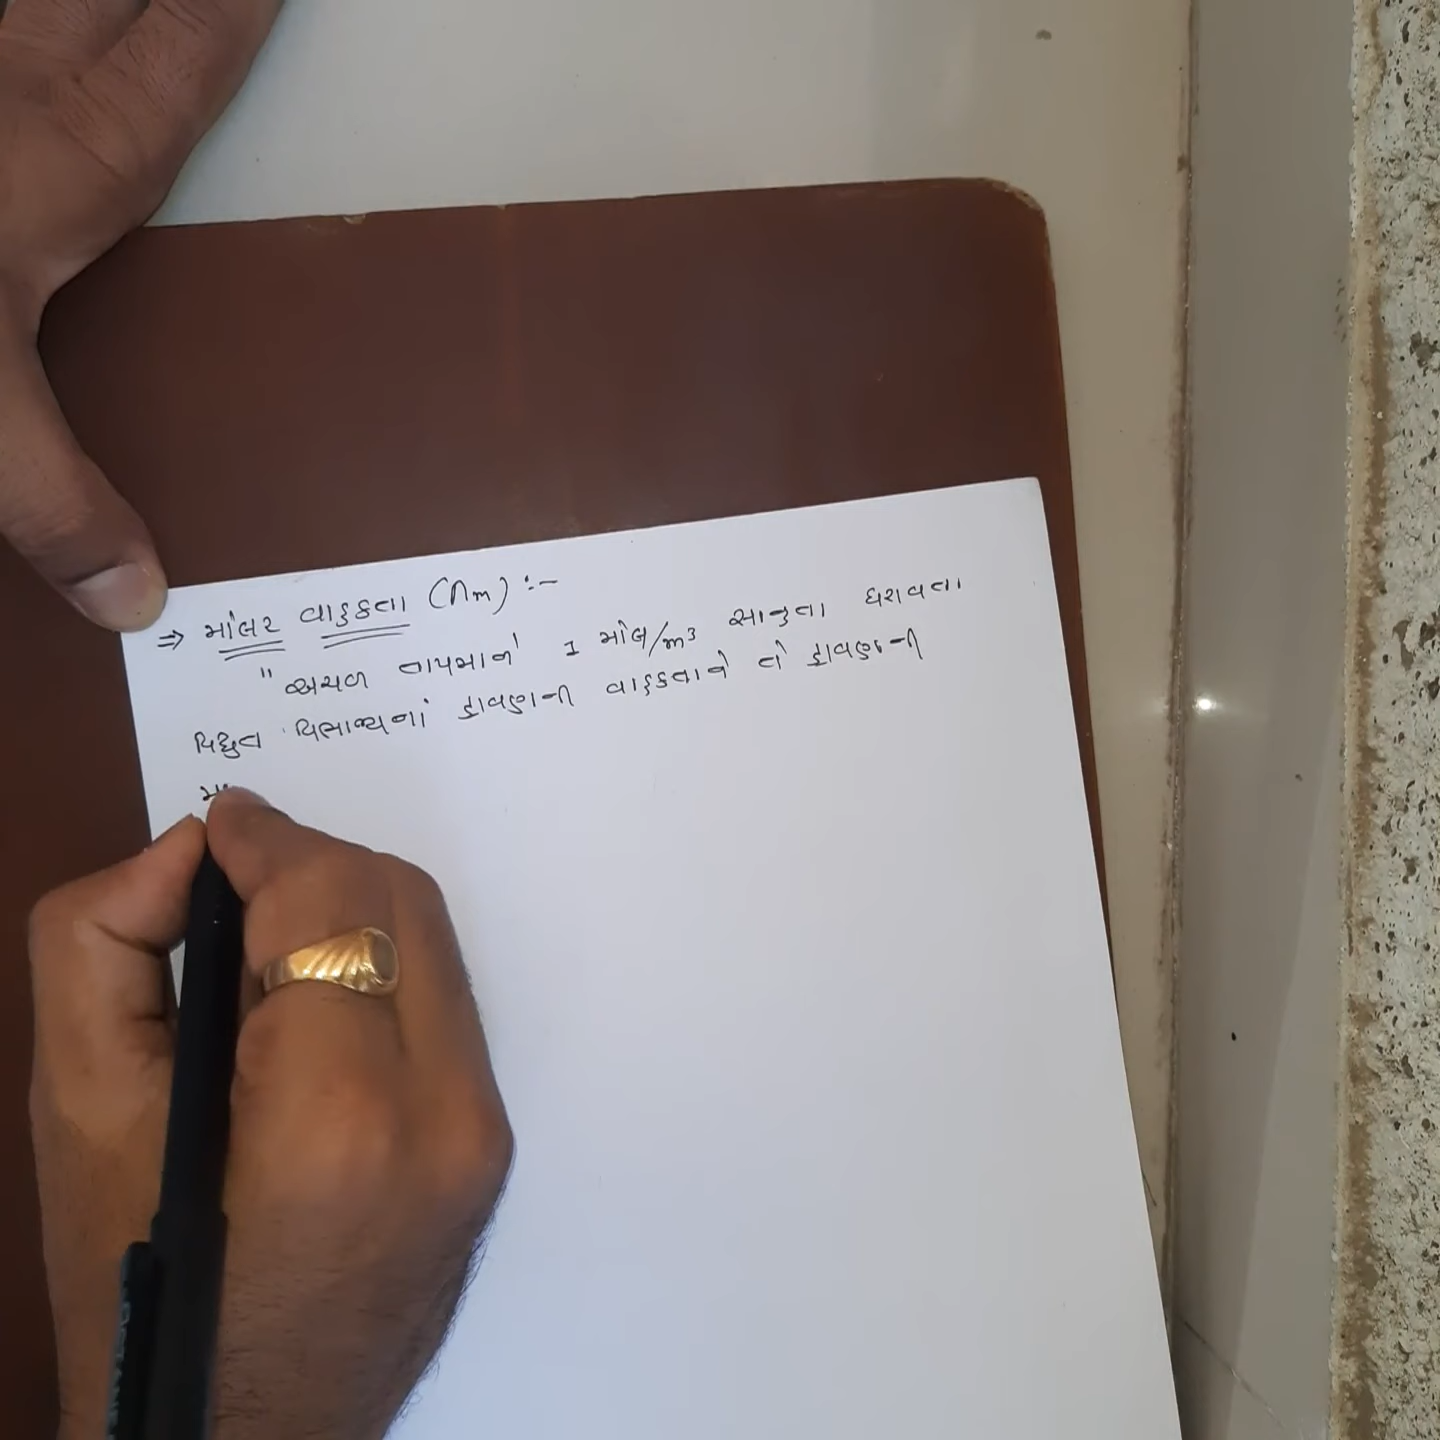 ⇒ મોલર વાહકતા (Λm) :-
" અચળ તાપમાને 1 મોલ/m³ સાન્દ્રતા ધરાવતા
વિદ્યુત વિભાજ્યનાં દ્રાવણની વાહકતાને તે દ્રાવણની
મો